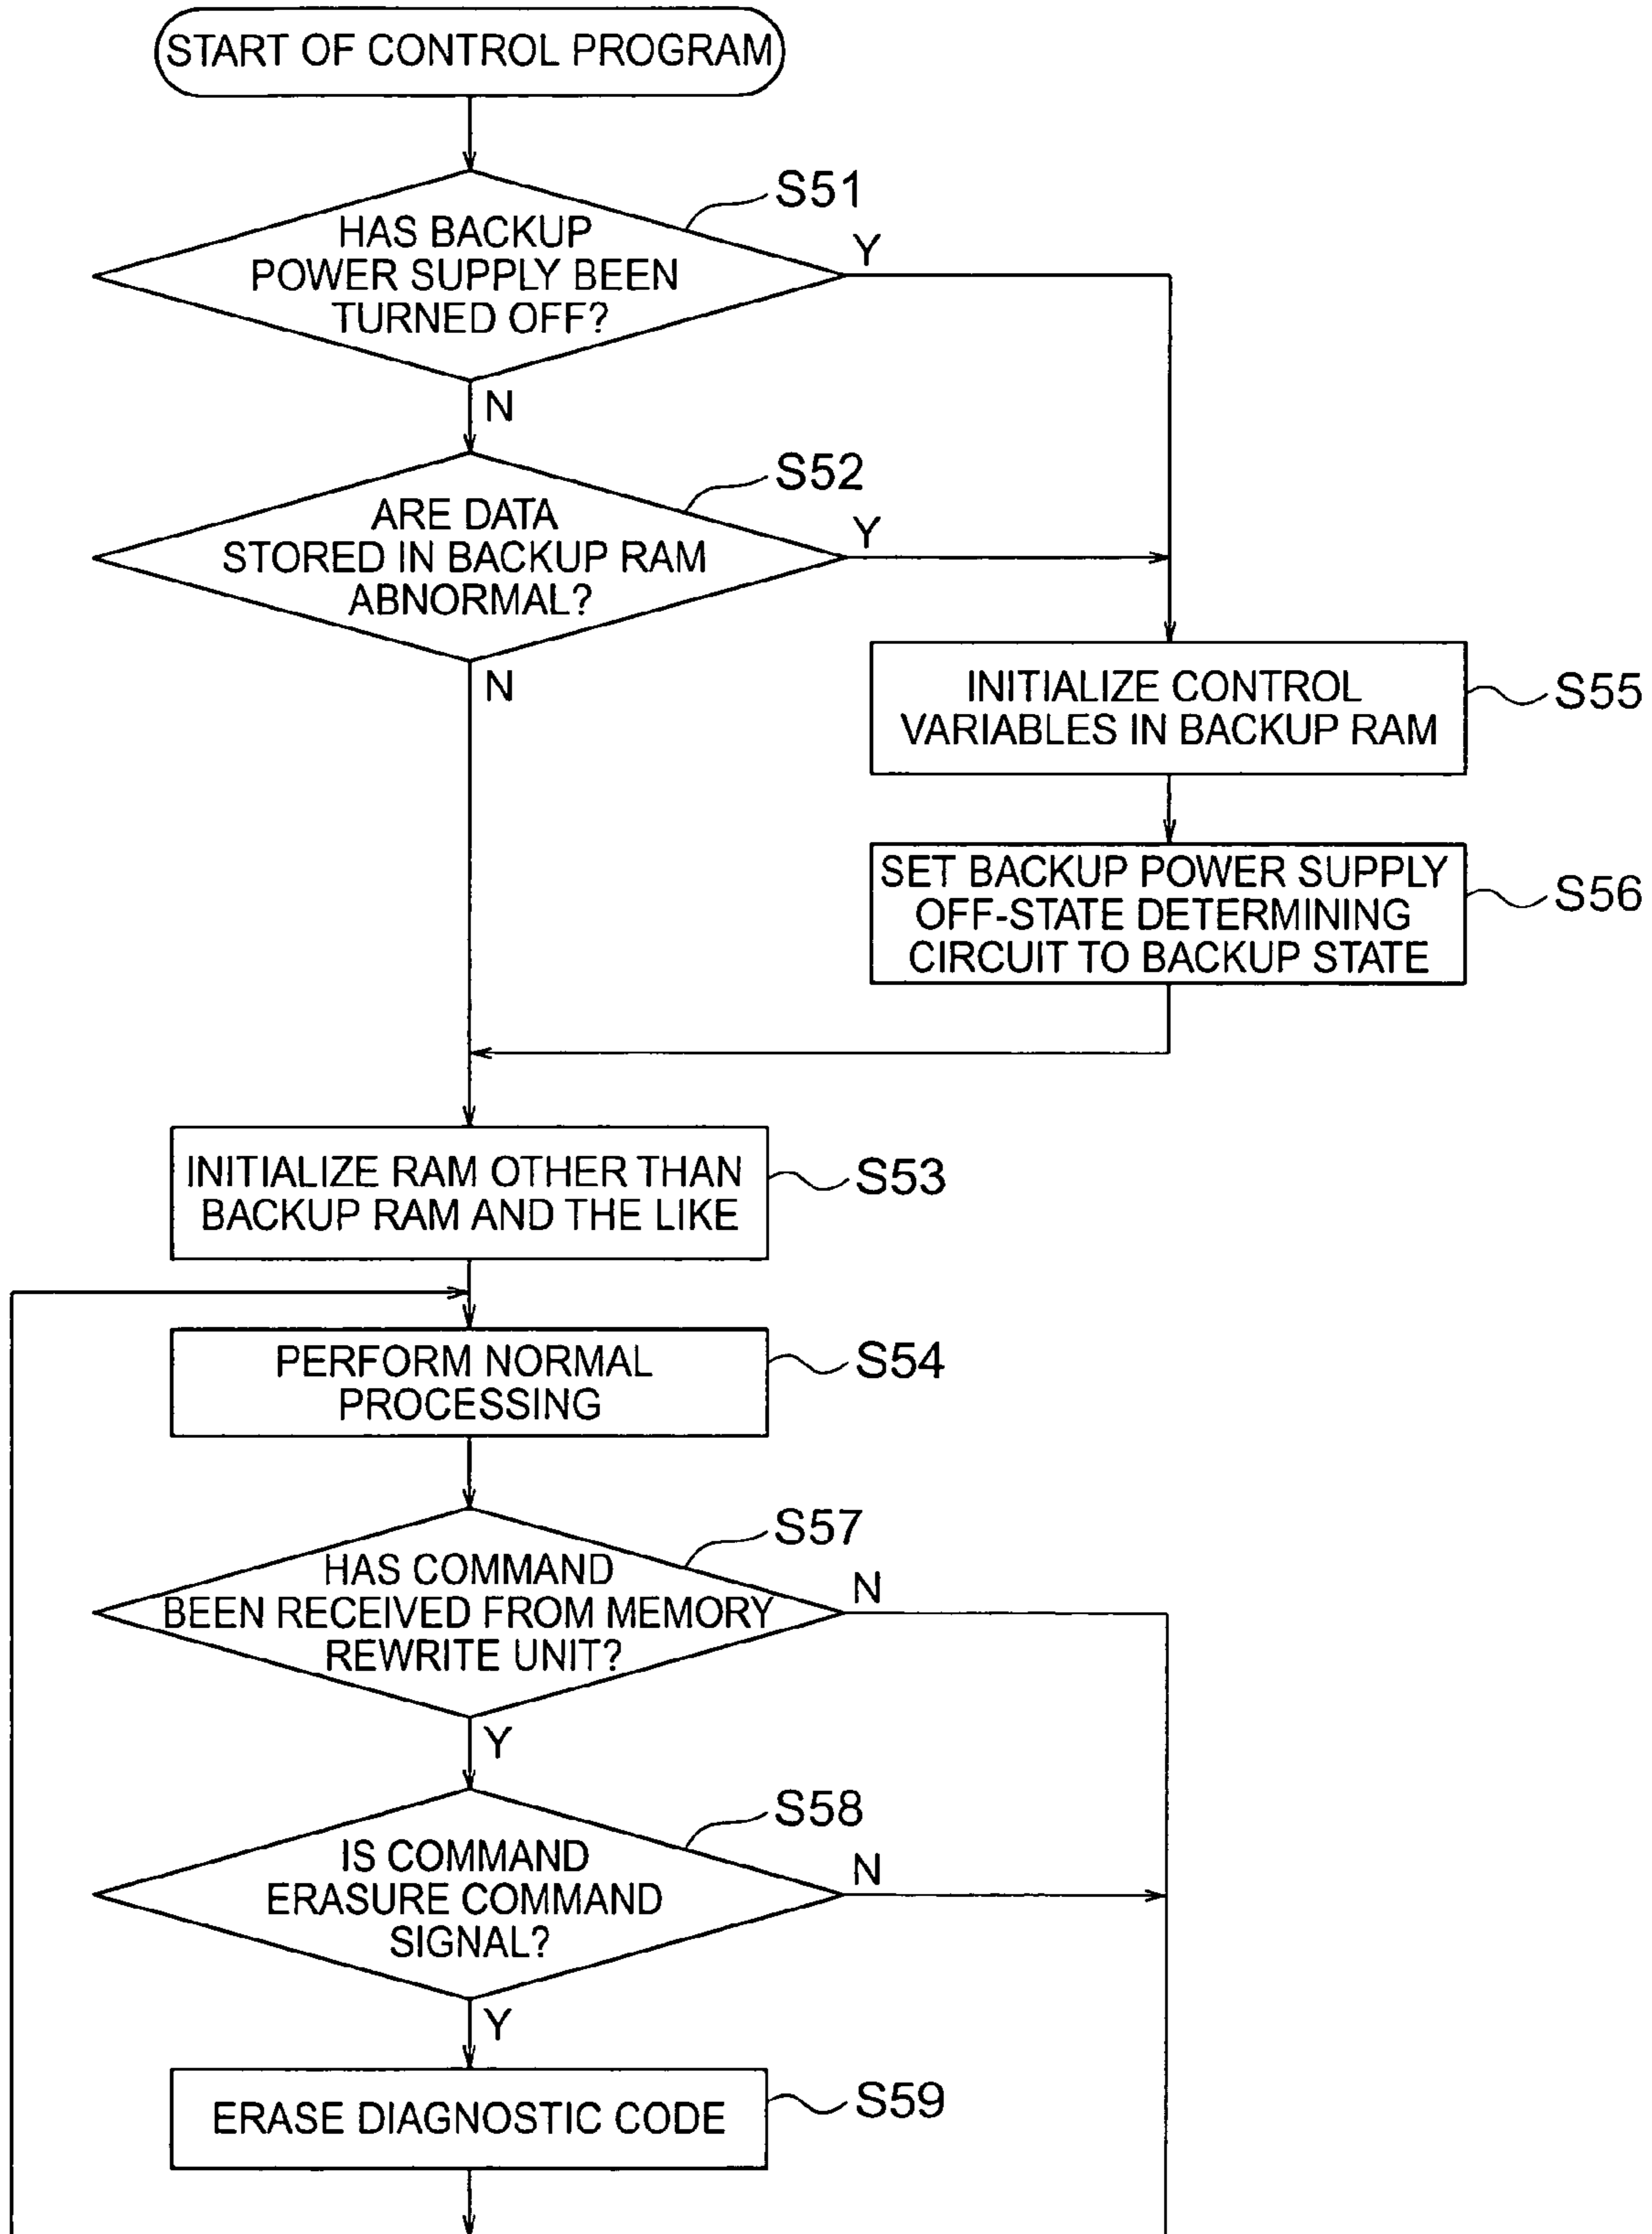 START OF CONTROL PROGRAM
S51
HAS BACKUP
POWER SUPPLY BEEN
TURNED OFF?
Y
N
S52
ARE DATA
STORED IN BACKUP RAM
ABNORMAL?
Y
N
INITIALIZE CONTROL
VARIABLES IN BACKUP RAM
S55
SET BACKUP POWER SUPPLY
OFF-STATE DETERMINING
CIRCUIT TO BACKUP STATE
S56
INITIALIZE RAM OTHER THAN
BACKUP RAM AND THE LIKE
S53
PERFORM NORMAL
PROCESSING
S54
S57
HAS COMMAND
BEEN RECEIVED FROM MEMORY
REWRITE UNIT?
N
Y
S58
IS COMMAND
ERASURE COMMAND
SIGNAL?
N
Y
ERASE DIAGNOSTIC CODE
S59